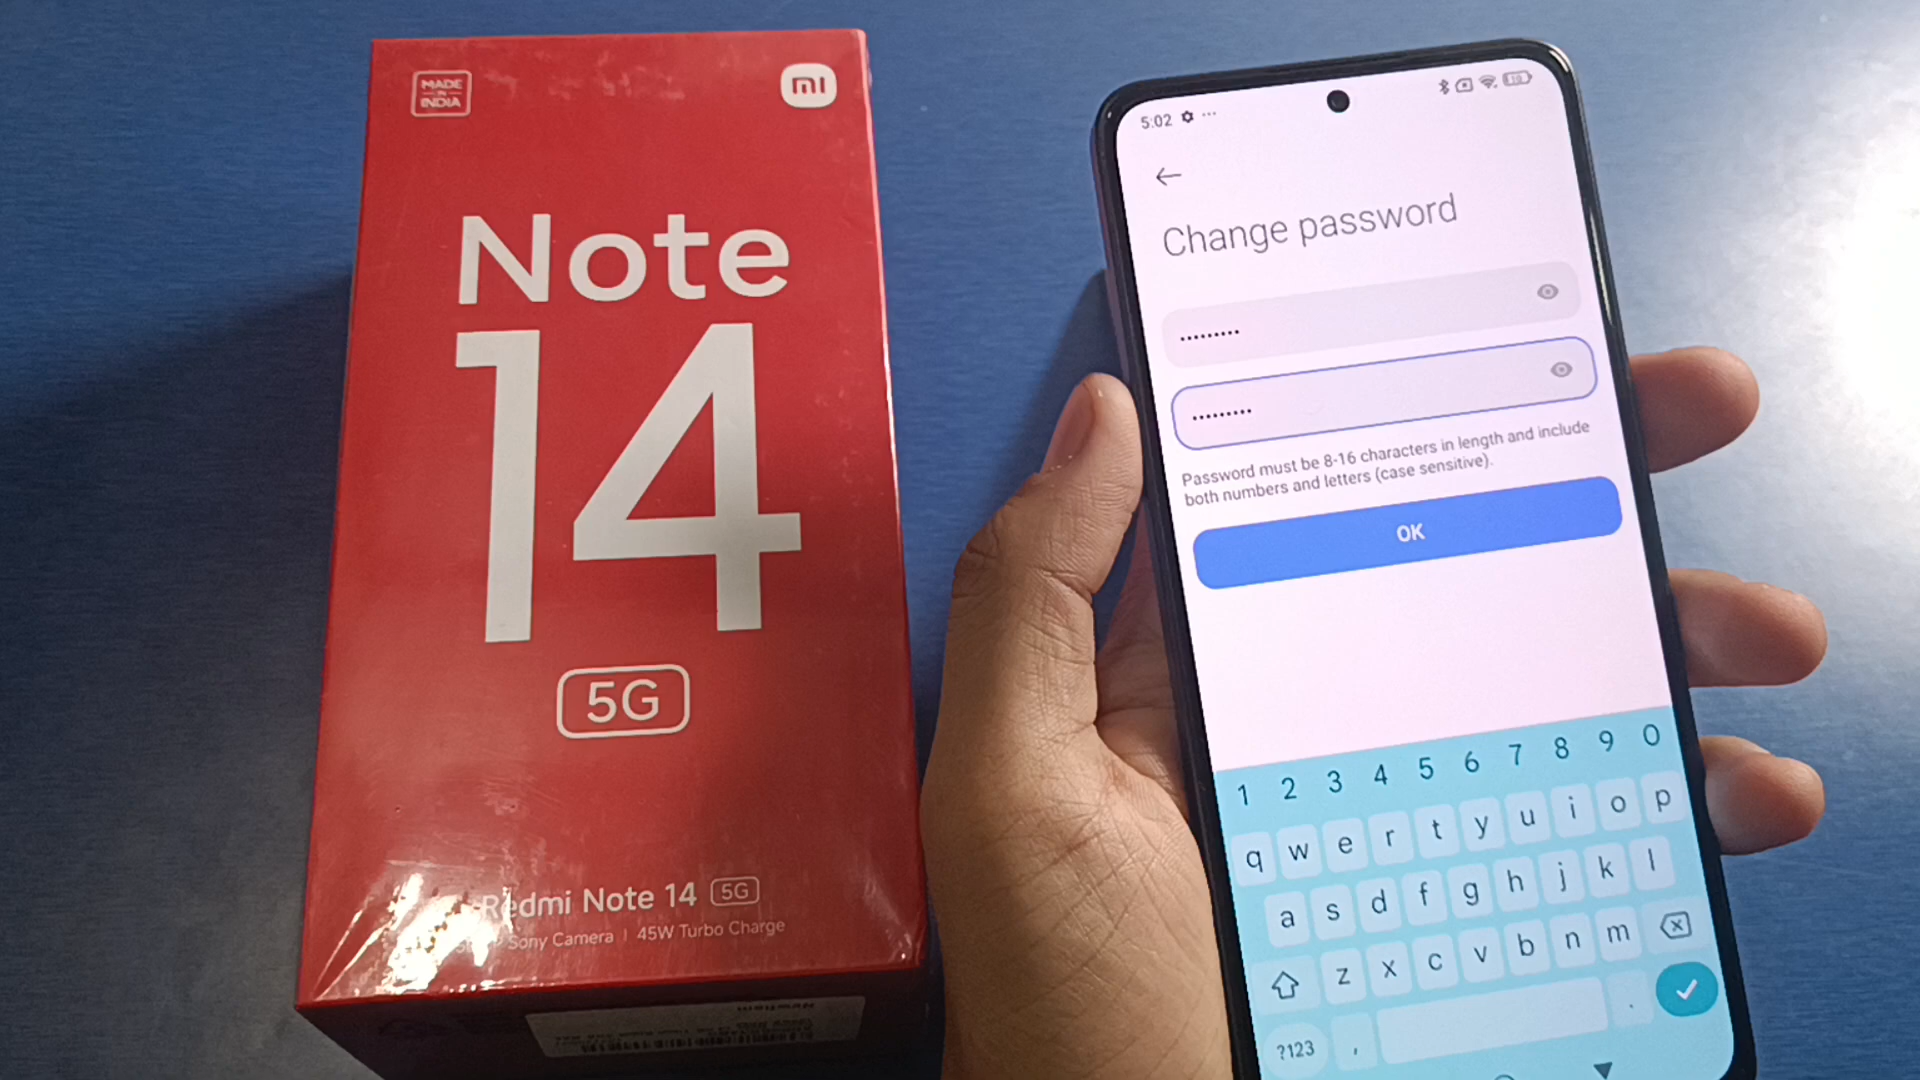 MADE
IN
INDIA
mi
Note
14
5G
Redmi Note 14 5G
Sony Camera | 45W Turbo Charge
5:02
Change password
•••••••••
•••••••••
Password must be 8-16 characters in length and include
both numbers and letters (case sensitive).
OK
1 2 3 4 5 6 7 8 9 0
q w e r t y u i o p
a s d f g h j k l
z x c v b n m
?123 , .